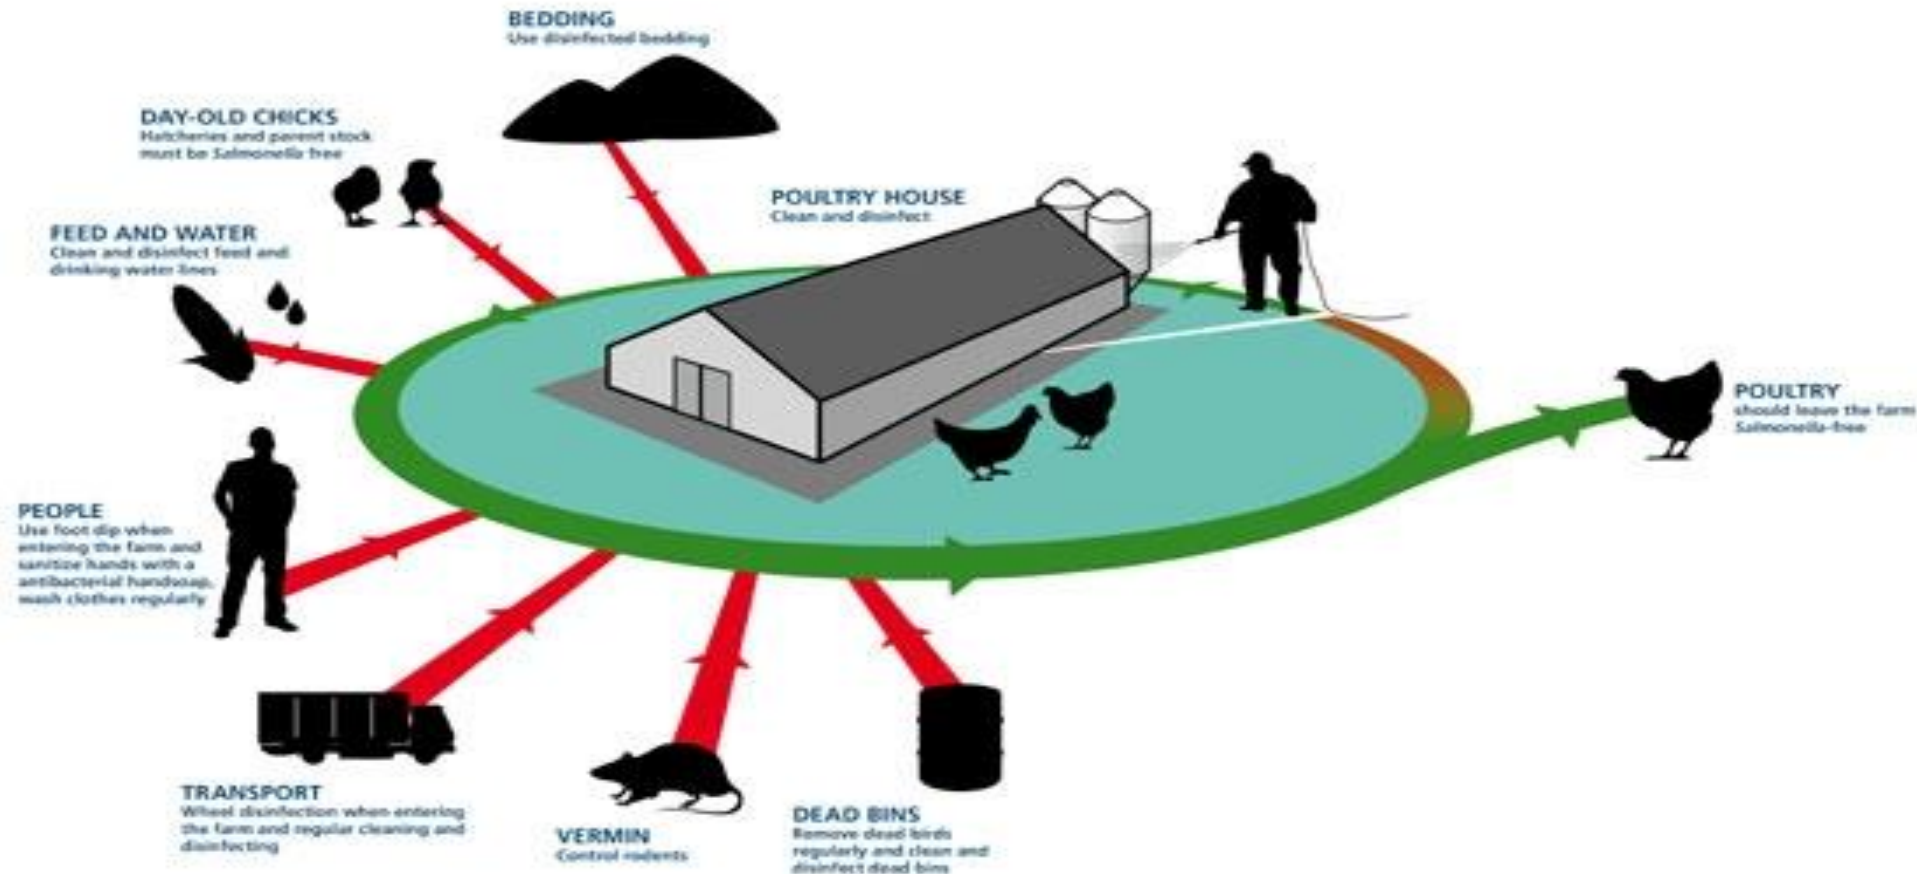 BEDDING
Use disinfected bedding
DAY-OLD CHICKS
Hatcheries and parent stock
must be Salmonella free
POULTRY HOUSE
Clean and disinfect
FEED AND WATER
Clean and disinfect feed and
drinking water lines
POULTRY
should leave the farm
Salmonella-free
PEOPLE
Use foot dip when
entering the farm and
sanitize hands with a
antibacterial handsoap,
wash clothes regularly
TRANSPORT
Wheel disinfection when entering
the farm and regular cleaning and
disinfecting
VERMIN
Control rodents
DEAD BINS
Remove dead birds
regularly and clean and
disinfect dead bins